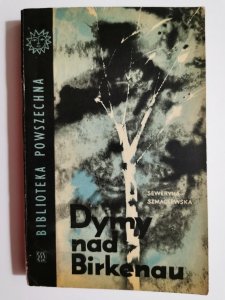 BIBLIOTEKA POWSZECHNA
SEWERYNA
SZMAGLEWSKA
Dymy
nad
Birkenau